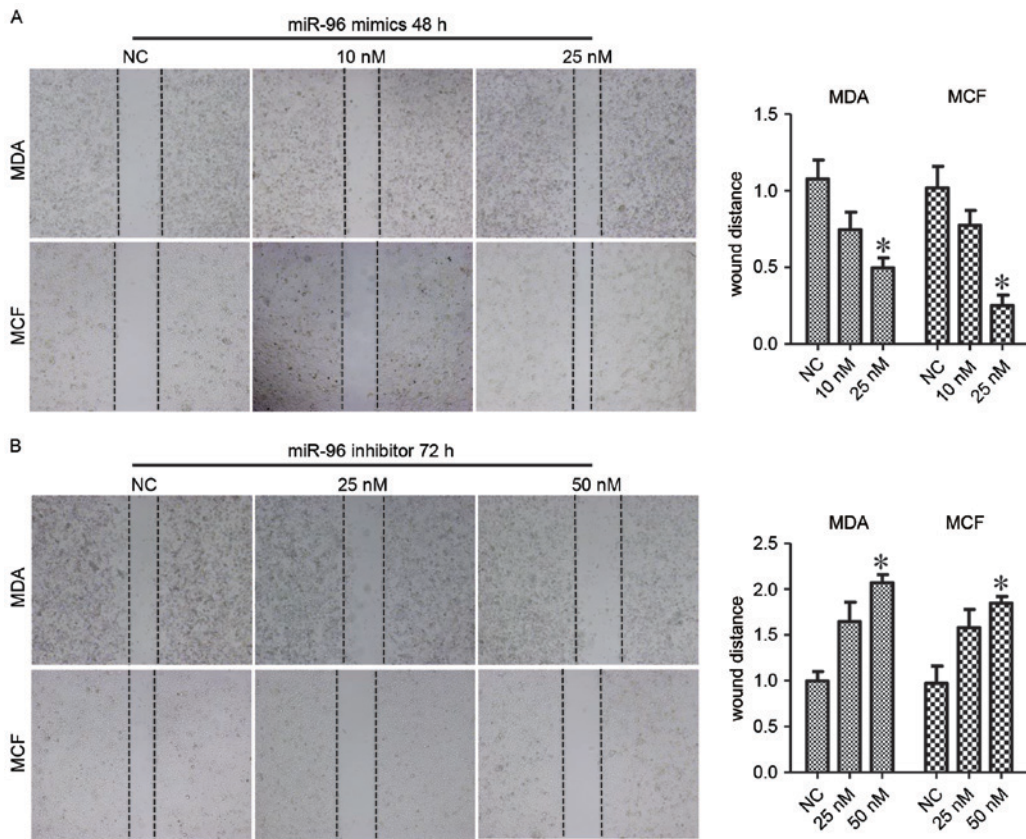 A
miR-96 mimics 48 h
NC 10 nM 25 nM
MDA
MCF
wound distance
1.5
1.0
0.5
0.0
MDA MCF
* *
NC 10 nM 25 nM NC 10 nM 25 nM
B
miR-96 inhibitor 72 h
NC 25 nM 50 nM
MDA
MCF
wound distance
2.5
2.0
1.5
1.0
0.5
0.0
MDA MCF
* *
NC 25 nM 50 nM NC 25 nM 50 nM